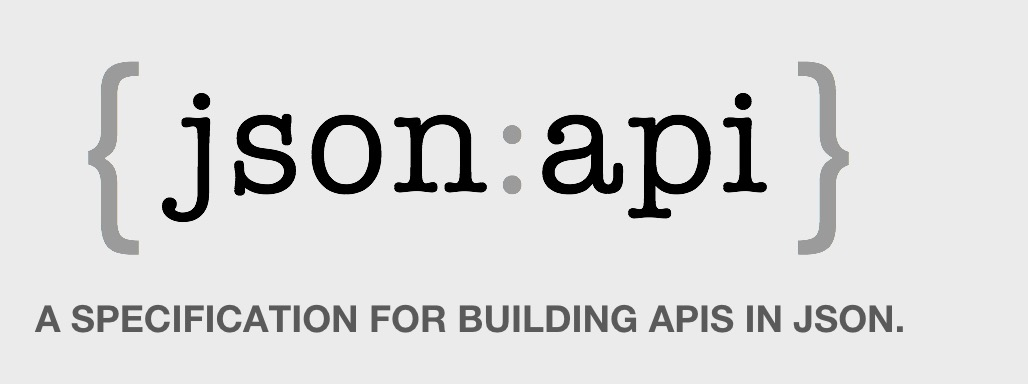 { json:api }
A SPECIFICATION FOR BUILDING APIS IN JSON.